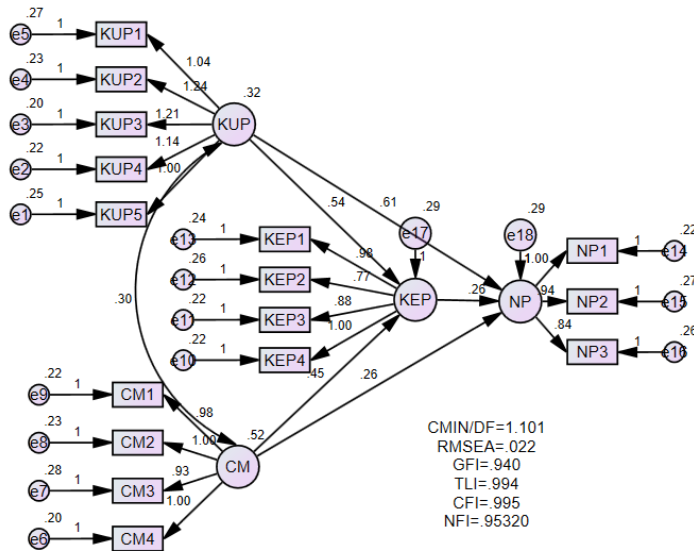 .27
e5 1 KUP1
.23
1.04
e4 1 KUP2
1.24
.32
.20
e3 1 KUP3 1.21 KUP
.22
1.14
e2 1 KUP4
1.00
.25
e1 1 KUP5
.54
.61
.29
.29
.24
e13 1 KEP1
e17
e18
.22
NP1 1 e14
.98
1
1.00
.26
e12 1 KEP2
.77
.27
.30
KEP .26 NP .94 NP2 1 e15
.22
e11 1 KEP3
.88
.84
.26
.22
1.00
e10 1 KEP4
NP3 1 e16
.45
.26
.22
e9 1 CM1
.98
.23
1.00
.52
e8 1 CM2
CM
.28
.93
e7 1 CM3
1.00
.20
e6 1 CM4
CMIN/DF=1.101
RMSEA=.022
GFI=.940
TLI=.994
CFI=.995
NFI=.95320